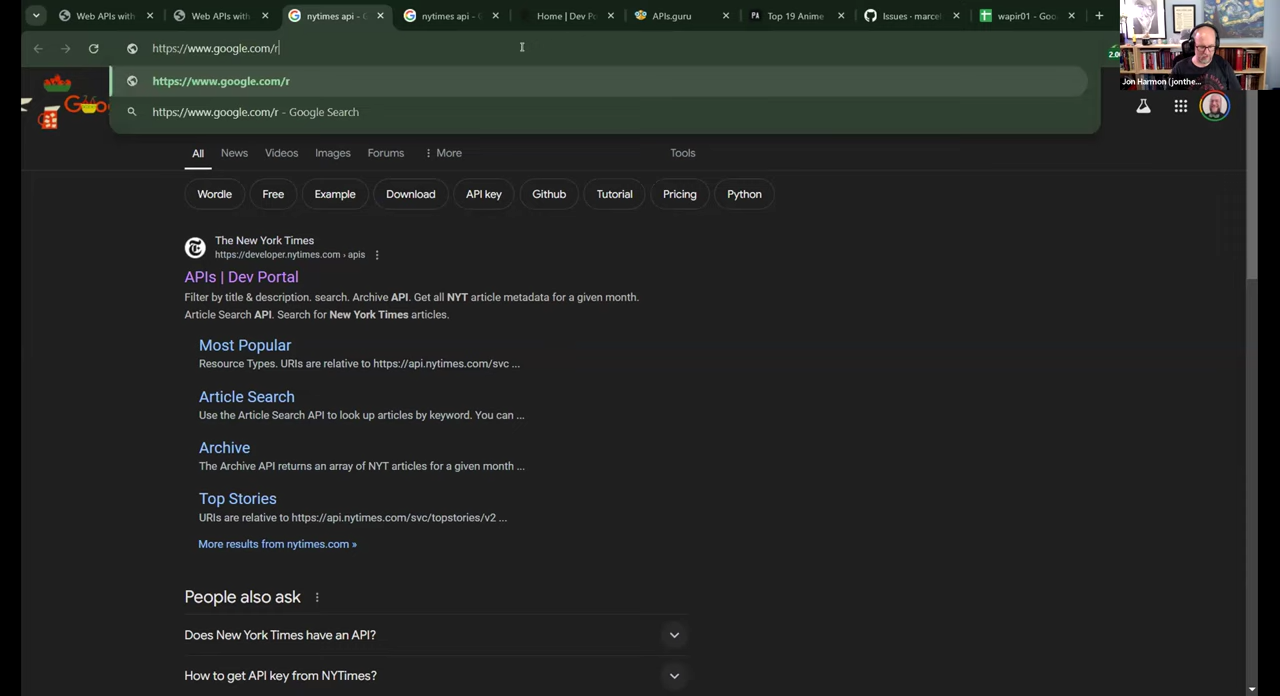 Web APIs with
Web APIs with
nytimes api - G
nytimes api - G
Home | Dev Po
APIs.guru
PA
Top 19 Anime
Issues · marcel
wapir01 - Goo
https://www.google.com/r
2.0
https://www.google.com/r
https://www.google.com/r - Google Search
Jon Harmon (jonthe...
Goo
All
News
Videos
Images
Forums
More
Tools
Wordle
Free
Example
Download
API key
Github
Tutorial
Pricing
Python
The New York Times
https://developer.nytimes.com › apis
APIs | Dev Portal
Filter by title & description. search. Archive API. Get all NYT article metadata for a given month.
Article Search API. Search for New York Times articles.
Most Popular
Resource Types. URIs are relative to https://api.nytimes.com/svc ...
Article Search
Use the Article Search API to look up articles by keyword. You can ...
Archive
The Archive API returns an array of NYT articles for a given month ...
Top Stories
URIs are relative to https://api.nytimes.com/svc/topstories/v2 ...
More results from nytimes.com »
People also ask
Does New York Times have an API?
How to get API key from NYTimes?